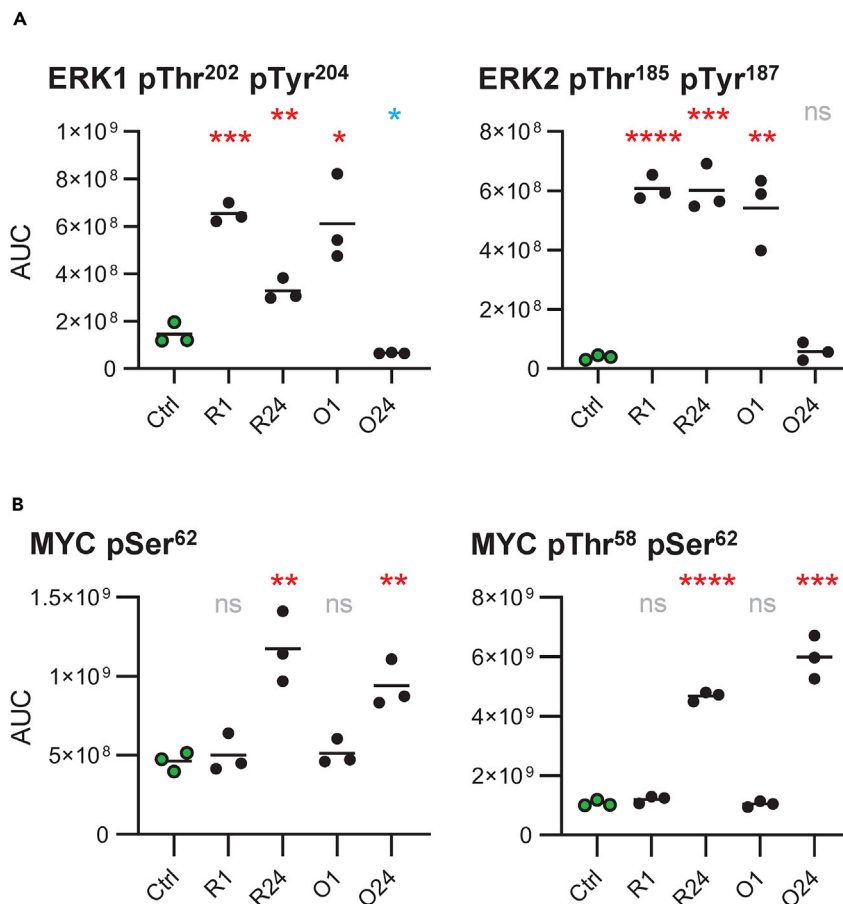 A
ERK1 pThr²⁰² pTyr²⁰⁴
*** ** * *
AUC
1×10⁹
8×10⁸
6×10⁸
4×10⁸
2×10⁸
0
Ctrl R1 R24 O1 O24
ERK2 pThr¹⁸⁵ pTyr¹⁸⁷
**** *** ** ns
8×10⁸
6×10⁸
4×10⁸
2×10⁸
0
Ctrl R1 R24 O1 O24
B
MYC pSer⁶²
ns ** ns **
AUC
1.5×10⁹
1×10⁹
5×10⁸
0
Ctrl R1 R24 O1 O24
MYC pThr⁵⁸ pSer⁶²
ns **** ns ***
8×10⁹
6×10⁹
4×10⁹
2×10⁹
0
Ctrl R1 R24 O1 O24